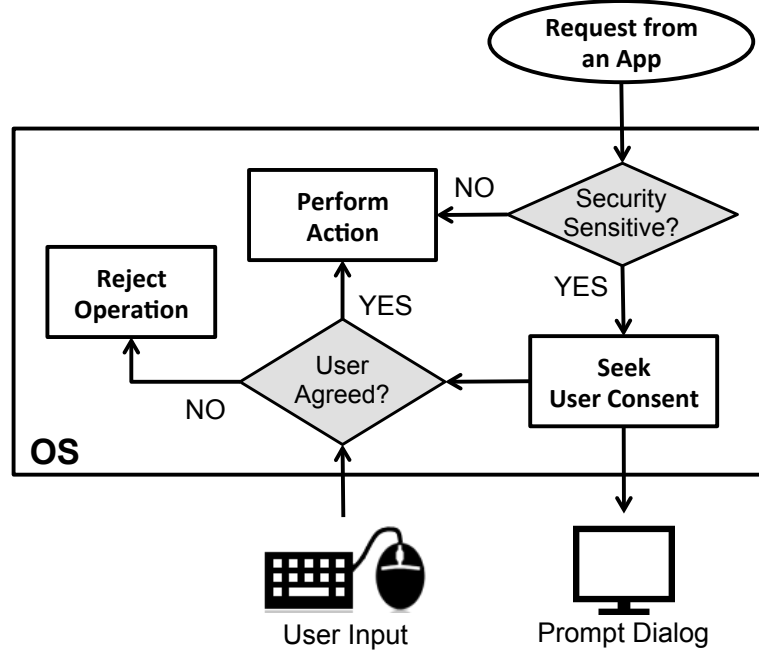 Request from
an App
NO
Security
Sensitive?
Perform
Action
Reject
Operation
YES
YES
User
Agreed?
Seek
User Consent
NO
OS
User Input
Prompt Dialog